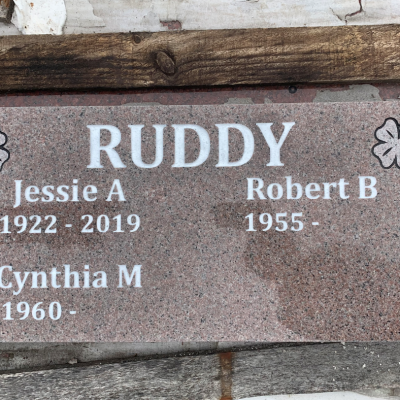 RUDDY
Jessie A Robert B
1922 - 2019 1955 -
Cynthia M
1960 -